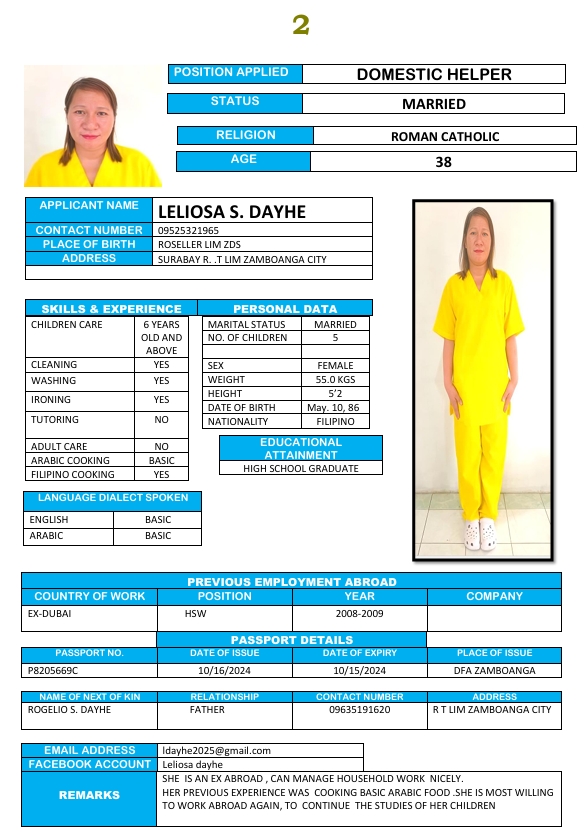 2
POSITION APPLIED DOMESTIC HELPER
STATUS MARRIED
RELIGION ROMAN CATHOLIC
AGE 38
APPLICANT NAME LELIOSA S. DAYHE
CONTACT NUMBER 09525321965
PLACE OF BIRTH ROSELLER LIM ZDS
ADDRESS SURABAY R. .T LIM ZAMBOANGA CITY
SKILLS & EXPERIENCE
CHILDREN CARE 6 YEARS
OLD AND
ABOVE
CLEANING YES
WASHING YES
IRONING YES
TUTORING NO
ADULT CARE NO
ARABIC COOKING BASIC
FILIPINO COOKING YES
PERSONAL DATA
MARITAL STATUS MARRIED
NO. OF CHILDREN 5
SEX FEMALE
WEIGHT 55.0 KGS
HEIGHT 5’2
DATE OF BIRTH May. 10, 86
NATIONALITY FILIPINO
EDUCATIONAL
ATTAINMENT
HIGH SCHOOL GRADUATE
LANGUAGE DIALECT SPOKEN
ENGLISH BASIC
ARABIC BASIC
PREVIOUS EMPLOYMENT ABROAD
COUNTRY OF WORK POSITION YEAR COMPANY
EX-DUBAI HSW 2008-2009
PASSPORT DETAILS
PASSPORT NO. DATE OF ISSUE DATE OF EXPIRY PLACE OF ISSUE
P8205669C 10/16/2024 10/15/2024 DFA ZAMBOANGA
NAME OF NEXT OF KIN RELATIONSHIP CONTACT NUMBER ADDRESS
ROGELIO S. DAYHE FATHER 09635191620 R T LIM ZAMBOANGA CITY
EMAIL ADDRESS ldayhe2025@gmail.com
FACEBOOK ACCOUNT Leliosa dayhe
REMARKS
SHE IS AN EX ABROAD , CAN MANAGE HOUSEHOLD WORK NICELY.
HER PREVIOUS EXPERIENCE WAS COOKING BASIC ARABIC FOOD .SHE IS MOST WILLING
TO WORK ABROAD AGAIN, TO CONTINUE THE STUDIES OF HER CHILDREN